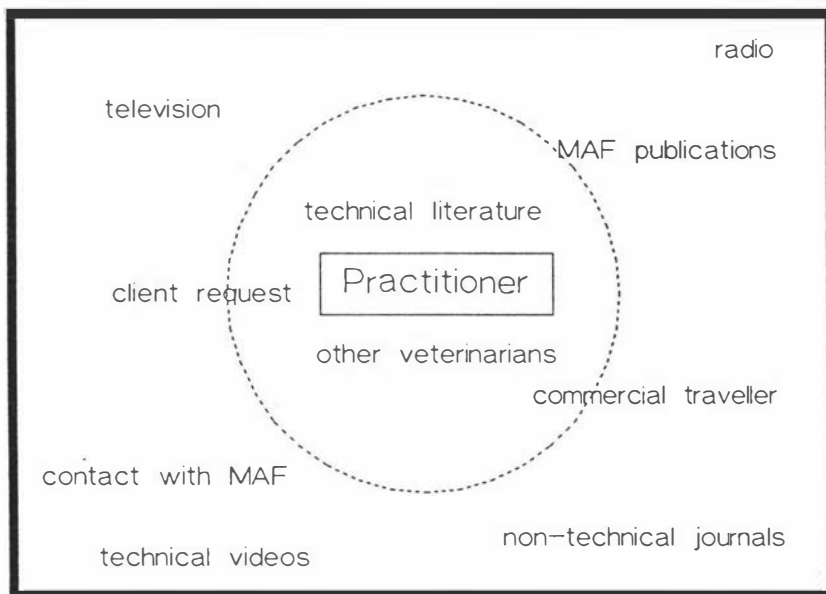 radio
television
MAF publications
technical literature
client request
Practitioner
other veterinarians
commercial traveller
contact with MAF
non-technical journals
technical videos